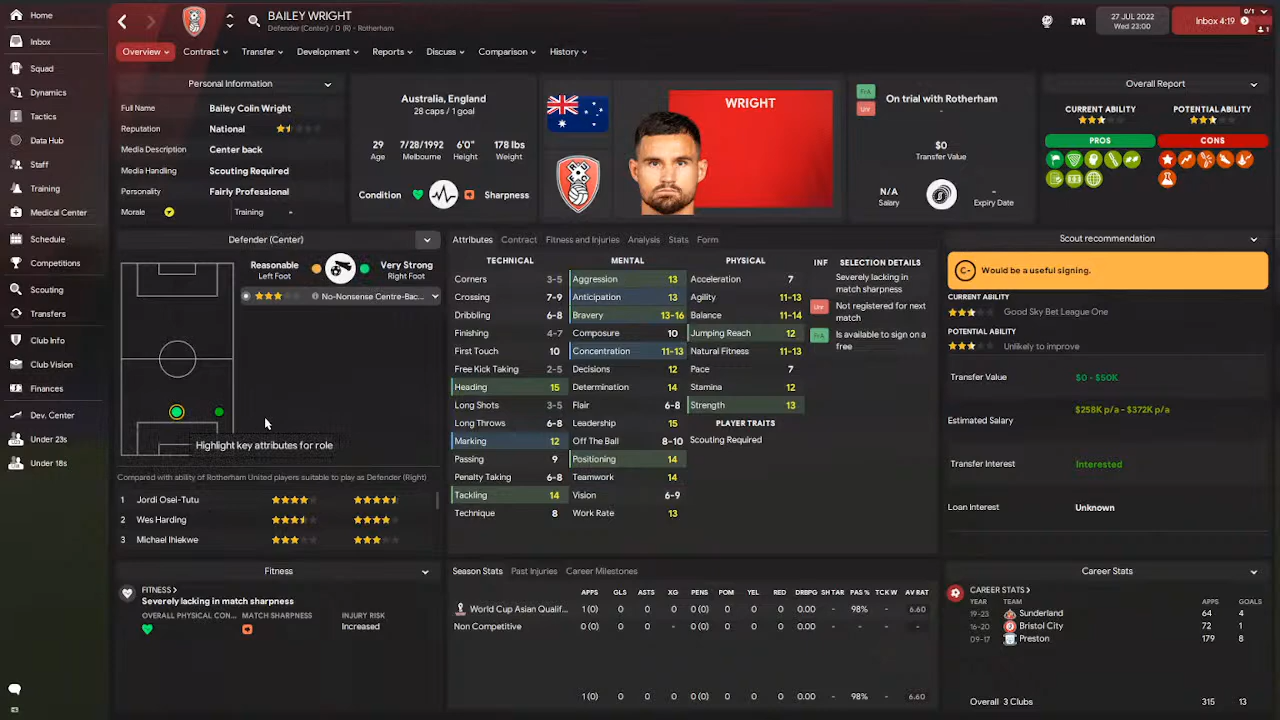 Home
Inbox
Squad
Dynamics
Tactics
Data Hub
Staff
Training
Medical Center
Schedule
Competitions
Scouting
Transfers
Club Info
Club Vision
Finances
Dev. Center
Under 23s
Under 18s
BAILEY WRIGHT
Defender (Center) / D (R) - Rotherham
FM
27 JUL 2022
Wed 23:00
0/1
Inbox 4:19
1
Overview
Contract
Transfer
Development
Reports
Discuss
Comparison
History
Personal Information
Full Name Bailey Colin Wright
Reputation National
Media Description Center back
Media Handling Scouting Required
Personality Fairly Professional
Morale Training -
Australia, England
28 caps / 1 goal
29 7/28/1992 6'0" 178 lbs
Age Melbourne Height Weight
Condition Sharpness
WRIGHT
FrA
Unr
On trial with Rotherham
-
$0
Transfer Value
N/A -
Salary Expiry Date
Overall Report
CURRENT ABILITY POTENTIAL ABILITY
PROS CONS
Defender (Center)
Reasonable Very Strong
Left Foot Right Foot
No-Nonsense Centre-Bac...
Highlight key attributes for role
Compared with ability of Rotherham United players suitable to play as Defender (Right)
1 Jordi Osei-Tutu
2 Wes Harding
3 Michael Ihiekwe
Attributes Contract Fitness and Injuries Analysis Stats Form
TECHNICAL MENTAL PHYSICAL
Corners 3-5 Aggression 13 Acceleration 7
Crossing 7-9 Anticipation 13 Agility 11-13
Dribbling 6-8 Bravery 13-16 Balance 11-14
Finishing 4-7 Composure 10 Jumping Reach 12
First Touch 10 Concentration 11-13 Natural Fitness 11-13
Free Kick Taking 2-5 Decisions 12 Pace 7
Heading 15 Determination 14 Stamina 12
Long Shots 3-5 Flair 6-8 Strength 13
Long Throws 6-8 Leadership 15 PLAYER TRAITS
Marking 12 Off The Ball 8-10 Scouting Required
Passing 9 Positioning 14
Penalty Taking 6-8 Teamwork 14
Tackling 14 Vision 6-9
Technique 8 Work Rate 13
INF SELECTION DETAILS
Severely lacking in
match sharpness
Unr Not registered for next
match
FrA Is available to sign on a
free
Scout recommendation
C- Would be a useful signing.
CURRENT ABILITY
Good Sky Bet League One
POTENTIAL ABILITY
Unlikely to improve
Transfer Value $0 - $50K
Estimated Salary $258K p/a - $372K p/a
Transfer Interest Interested
Loan Interest Unknown
Fitness
FITNESS >
Severely lacking in match sharpness
OVERALL PHYSICAL CON... MATCH SHARPNESS INJURY RISK
Increased
Season Stats Past Injuries Career Milestones
APPS GLS ASTS XG PENS POM YEL RED DRBPG SH TAR PAS % TCK W AV RAT
World Cup Asian Qualif... 1 (0) 0 0 0 0 (0) 0 0 0 0.00 - 98% - 6.60
Non Competitive 0 (0) 0 0 0 0 (0) 0 0 0 0.00 - - - -
1 (0) 0 0 0 0 (0) 0 0 0 0.00 - 98% - 6.60
Career Stats
CAREER STATS >
YEAR TEAM APPS GOALS
19-23 Sunderland 64 4
16-20 Bristol City 72 1
09-17 Preston 179 8
Overall 3 Clubs 315 13